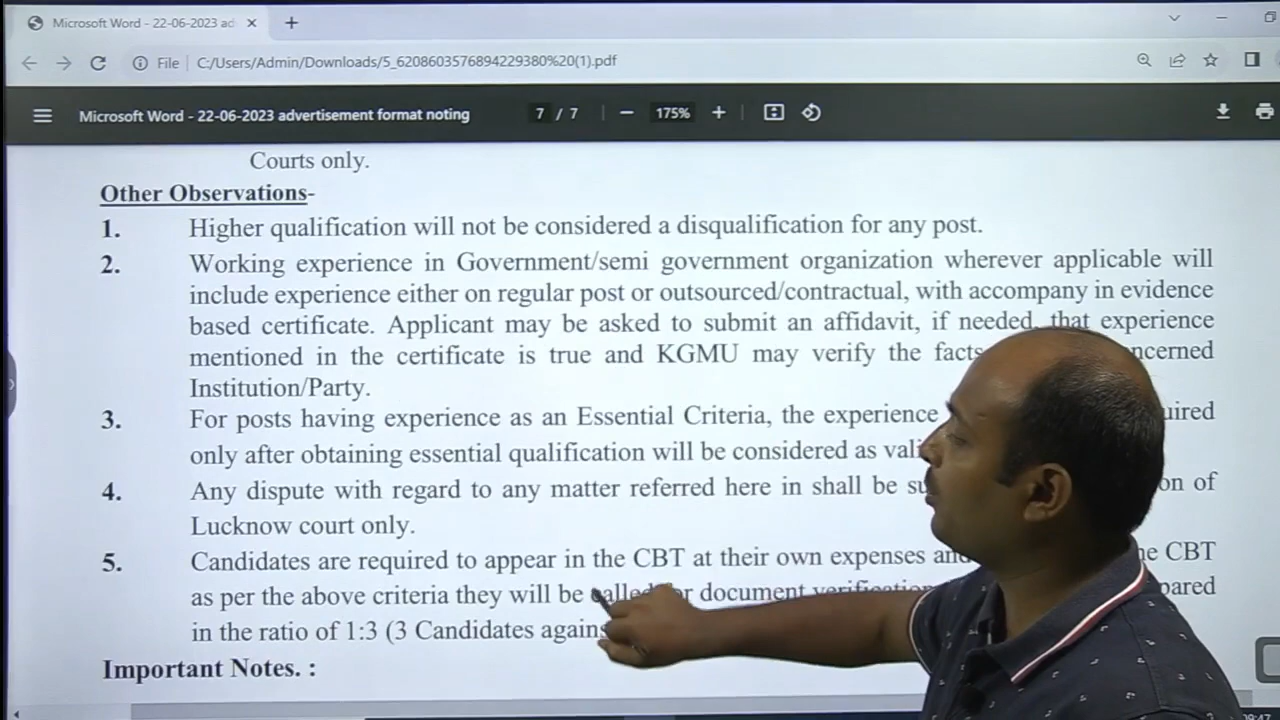 Microsoft Word - 22-06-2023 ad
File C:/Users/Admin/Downloads/5_6208603576894229380%20(1).pdf
Microsoft Word - 22-06-2023 advertisement format noting 7 / 7 175%
Courts only.
Other Observations-
1. Higher qualification will not be considered a disqualification for any post.
2. Working experience in Government/semi government organization wherever applicable will
include experience either on regular post or outsourced/contractual, with accompany in evidence
based certificate. Applicant may be asked to submit an affidavit, if needed, that experience
mentioned in the certificate is true and KGMU may verify the facts
Institution/Party.
3. For posts having experience as an Essential Criteria, the experience
only after obtaining essential qualification will be considered as
4. Any dispute with regard to any matter referred here in shall be
Lucknow court only.
5. Candidates are required to appear in the CBT at their own expenses CBT
as per the above criteria they will be called for document verification
in the ratio of 1:3 (3 Candidates
Important Notes. :